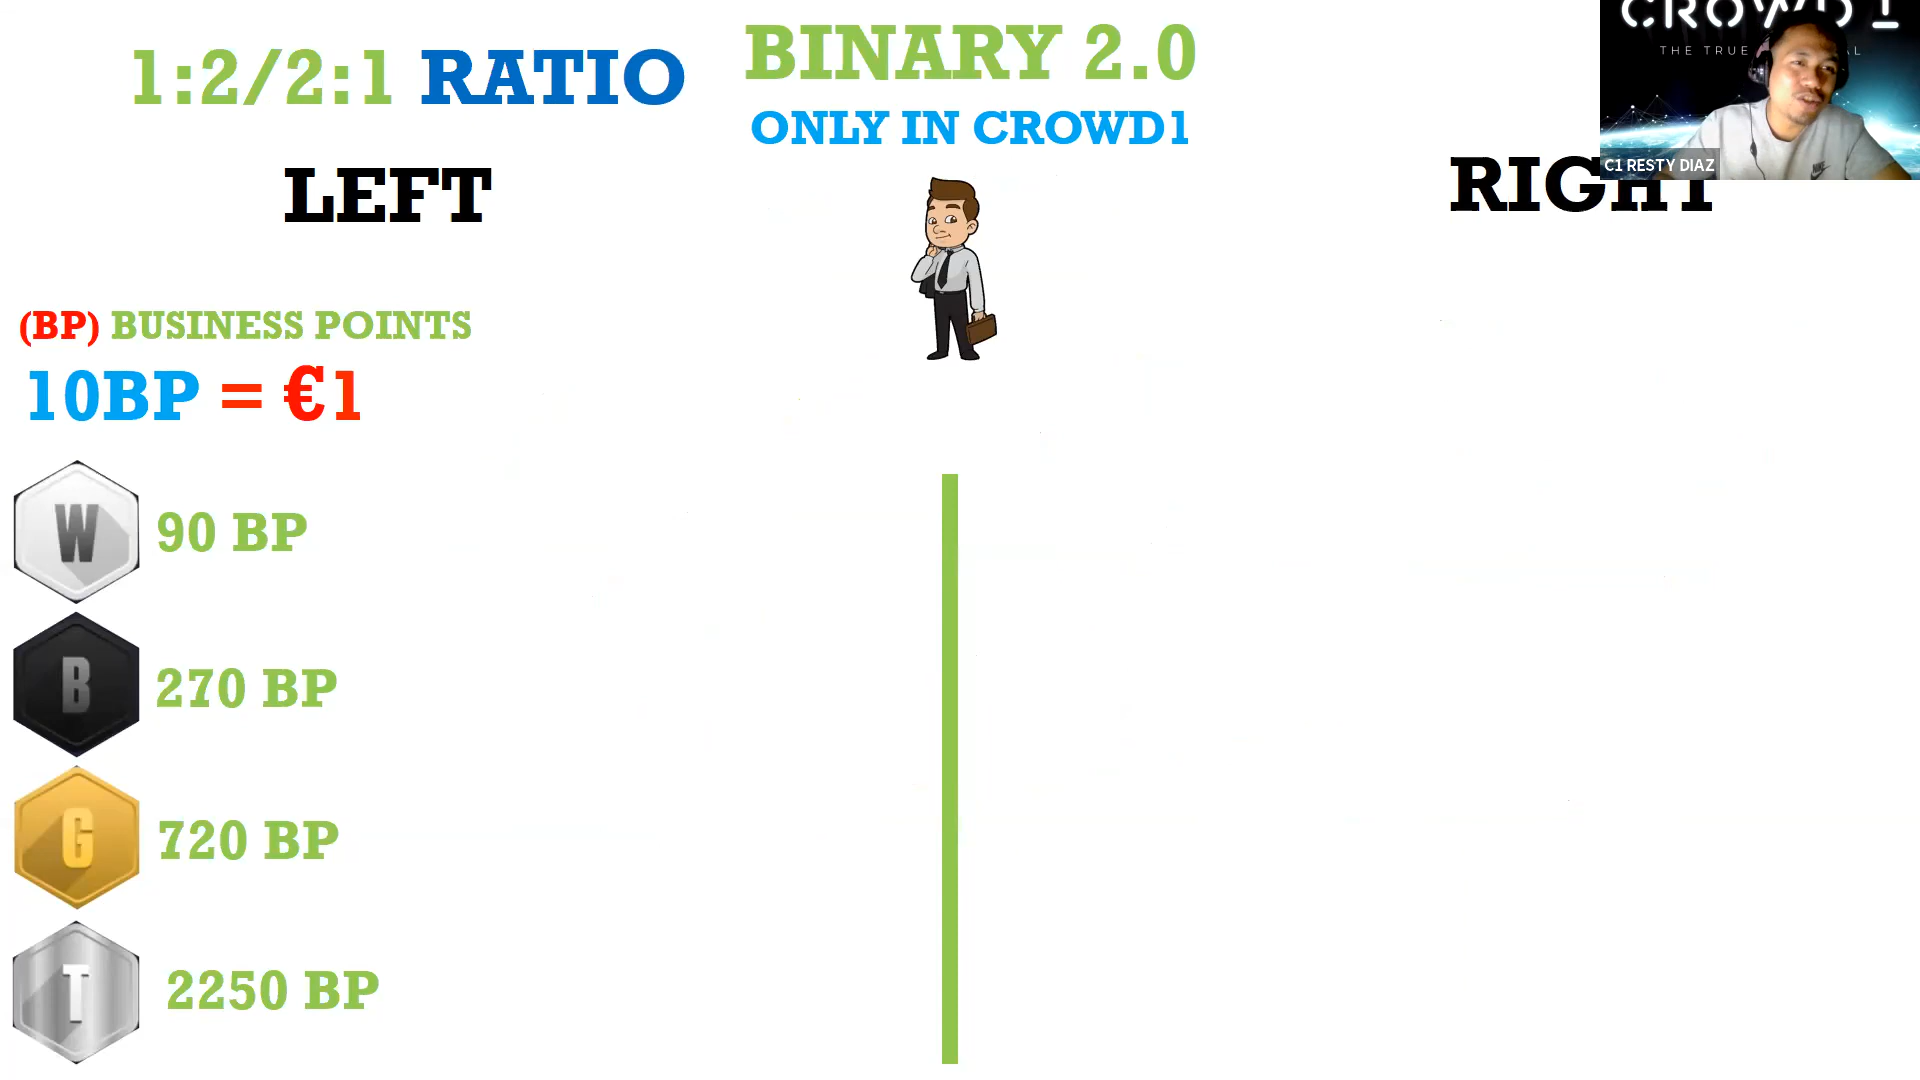 1:2/2:1 RATIO
BINARY 2.0
ONLY IN CROWD1
CROWD1
THE TRUE
C1 RESTY DIAZ
LEFT
RIGHT
(BP) BUSINESS POINTS
10BP = €1
W
90 BP
B
270 BP
G
720 BP
T
2250 BP